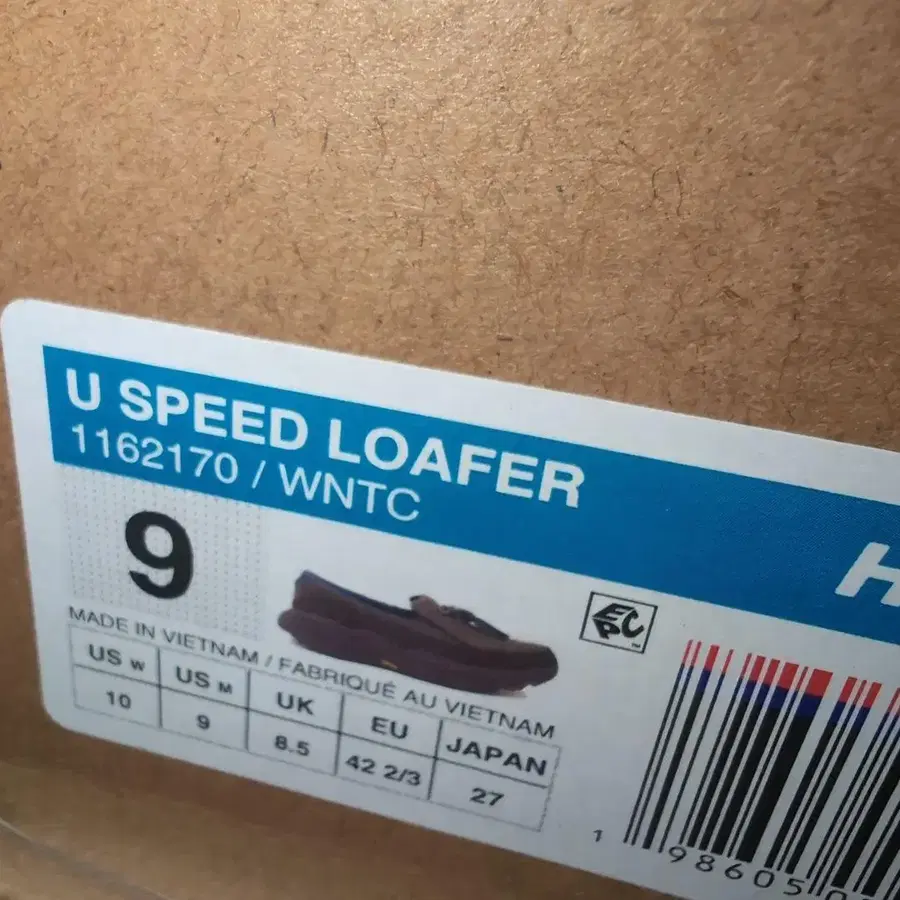 U SPEED LOAFER
1162170 / WNTC
9
EPC™
MADE IN VIETNAM / FABRIQUÉ AU VIETNAM
US W US M UK EU JAPAN
10 9 8.5 42 2/3 27
1 98605